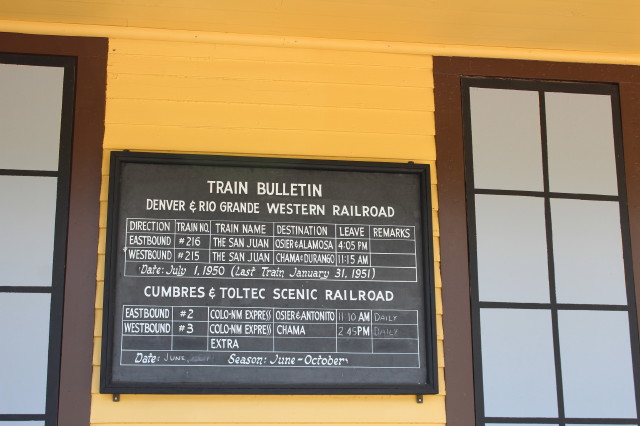 TRAIN BULLETIN
DENVER & RIO GRANDE WESTERN RAILROAD
DIRECTION TRAIN NO. TRAIN NAME DESTINATION LEAVE REMARKS
EASTBOUND #216 THE SAN JUAN OSIER & ALAMOSA 4:05 PM
WESTBOUND #215 THE SAN JUAN CHAMA & DURANGO 11:15 AM
Date: July 1, 1950 (Last Train January 31, 1951)
CUMBRES & TOLTEC SCENIC RAILROAD
EASTBOUND #2 COLO-NM EXPRESS OSIER & ANTONITO 11:10 AM DAILY
WESTBOUND #3 COLO-NM EXPRESS CHAMA 2:45 PM DAILY
EXTRA
Date: JUNE Season: June-October